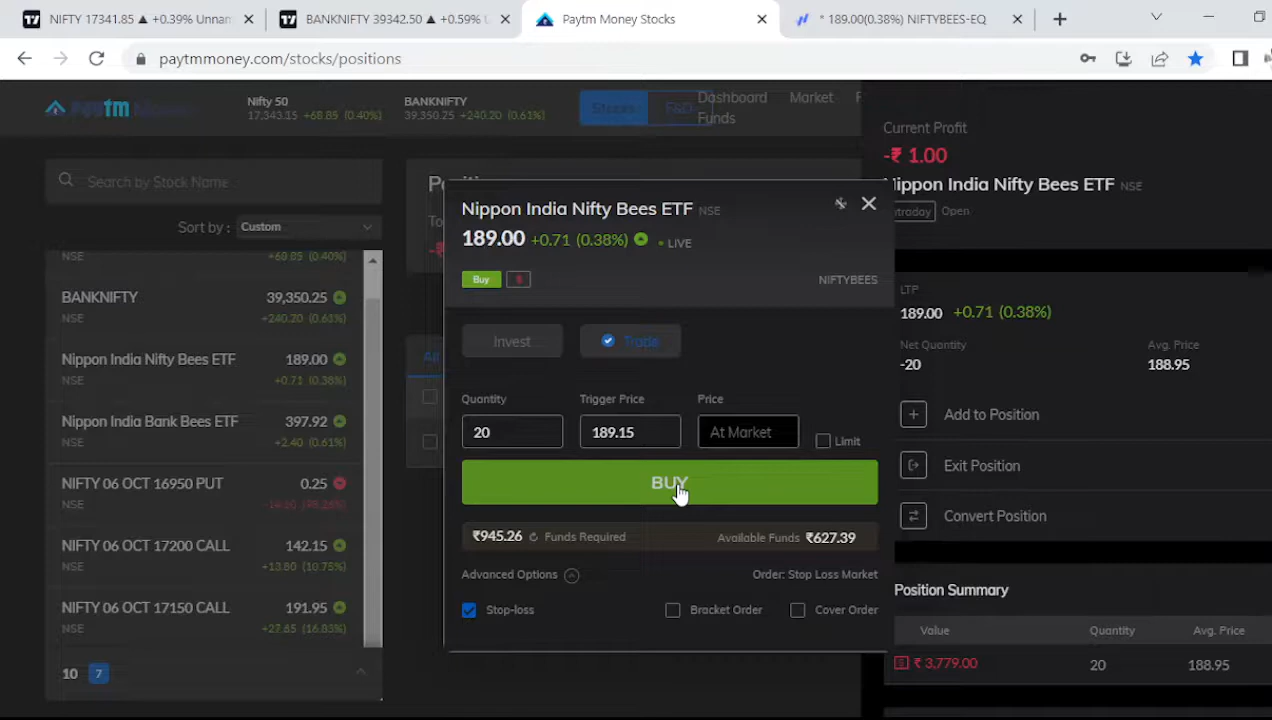 NIFTY 17341.85 ▲ +0.39% Unnan
BANKNIFTY 39342.50 ▲ +0.59% U
Paytm Money Stocks
* 189.00(0.38%) NIFTYBEES-EQ
paytmmoney.com/stocks/positions
paytm
Nifty 50
17,343.15 +68.85 (0.40%)
BANKNIFTY
39,350.25 +240.20 (0.61%)
Stocks
F&O
Dashboard
Market
Funds
Search by Stock Name
Sort by :
Custom
+68.85 (0.40%)
NSE
BANKNIFTY 39,350.25
NSE +240.20 (0.61%)
Nippon India Nifty Bees ETF 189.00
NSE +0.71 (0.38%)
Nippon India Bank Bees ETF 397.92
NSE +2.40 (0.61%)
NIFTY 06 OCT 16950 PUT 0.25
NSE
NIFTY 06 OCT 17200 CALL 142.15
NSE +13.80 (10.75%)
NIFTY 06 OCT 17150 CALL 191.95
NSE +27.65 (16.83%)
10 7
All
Nippon India Nifty Bees ETF NSE
189.00 +0.71 (0.38%) • LIVE
Buy
NIFTYBEES
Invest
Trade
Quantity
Trigger Price
Price
20
189.15
At Market
Limit
BUY
₹945.26 Funds Required
Available Funds ₹627.39
Advanced Options
Order: Stop Loss Market
Stop-loss
Bracket Order
Cover Order
Current Profit
-₹ 1.00
Nippon India Nifty Bees ETF NSE
Intraday Open
LTP
189.00 +0.71 (0.38%)
Net Quantity
Avg. Price
-20
188.95
Add to Position
Exit Position
Convert Position
Position Summary
Value
Quantity
Avg. Price
₹ 3,779.00
20
188.95